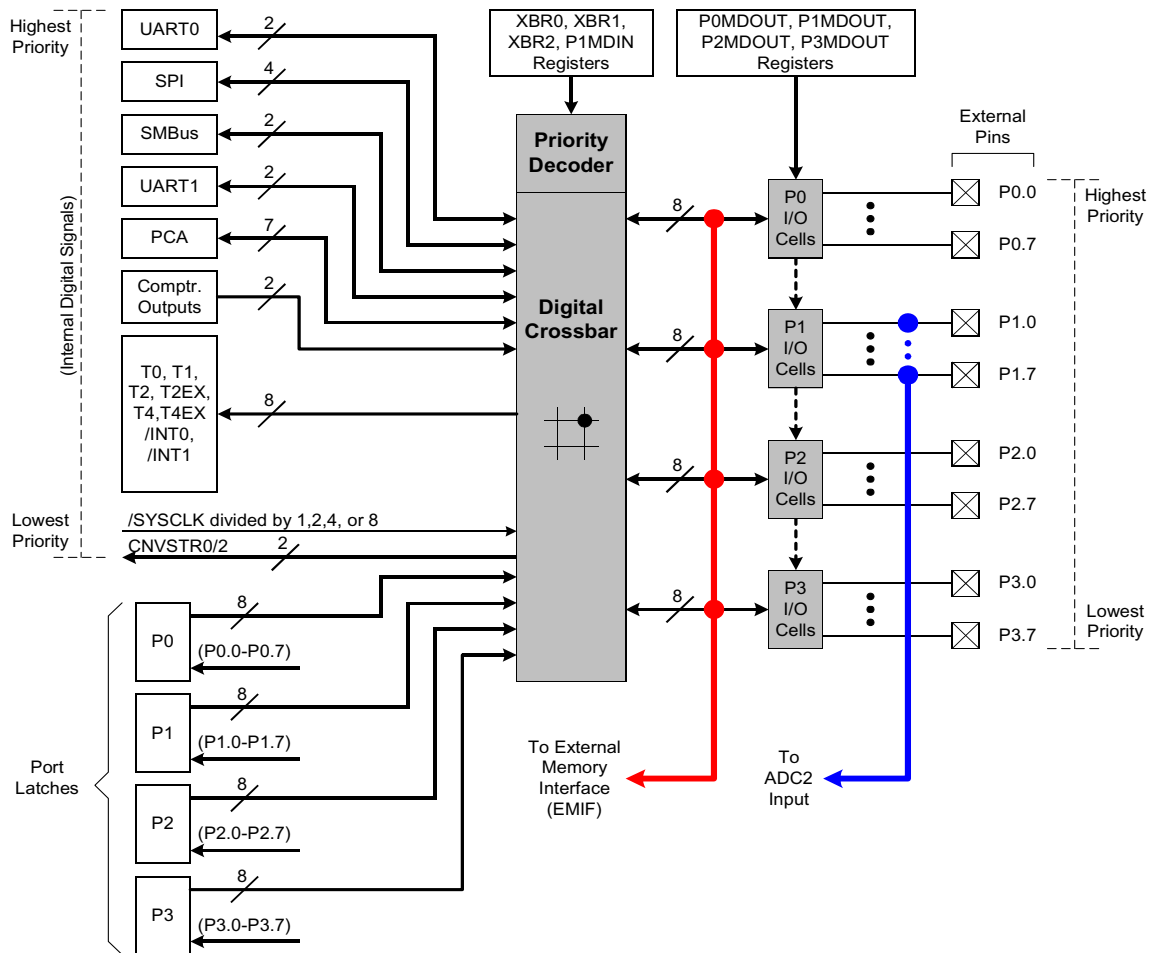 Highest
Priority
UART0
2
SPI
4
SMBus
2
UART1
2
PCA
7
Comptr.
Outputs
2
T0, T1,
T2, T2EX,
T4,T4EX
/INT0,
/INT1
8
(Internal Digital Signals)
Lowest
Priority
/SYSCLK divided by 1,2,4, or 8
CNVSTR0/2
2
Port
Latches
P0
8
(P0.0-P0.7)
P1
8
(P1.0-P1.7)
P2
8
(P2.0-P2.7)
P3
8
(P3.0-P3.7)
XBR0, XBR1,
XBR2, P1MDIN
Registers
Priority
Decoder
Digital
Crossbar
P0MDOUT, P1MDOUT,
P2MDOUT, P3MDOUT
Registers
External
Pins
8
P0
I/O
Cells
P0.0
P0.7
8
P1
I/O
Cells
P1.0
P1.7
8
P2
I/O
Cells
P2.0
P2.7
8
P3
I/O
Cells
P3.0
P3.7
Highest
Priority
Lowest
Priority
To External
Memory
Interface
(EMIF)
To
ADC2
Input